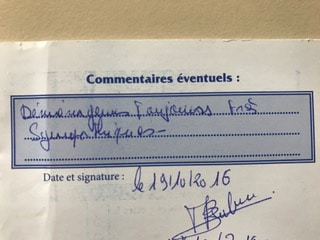 Commentaires éventuels :
Déménageurs Toujours très
Sympathiques-
Date et signature : le 19/10/2016